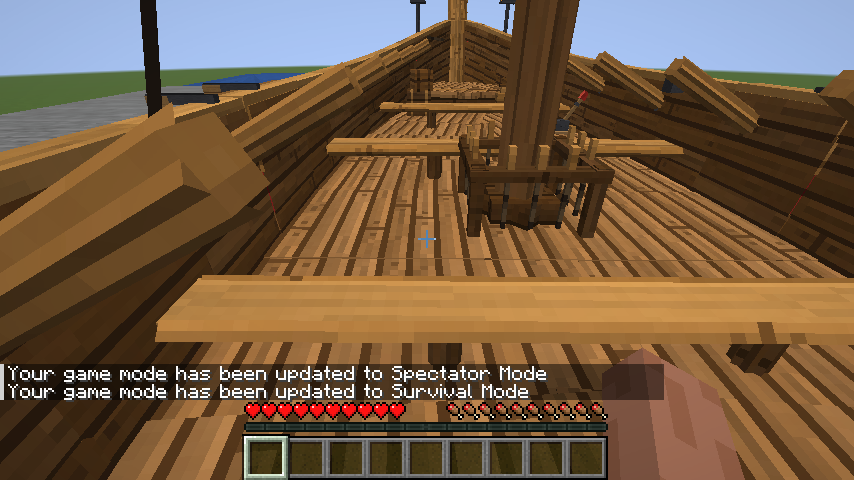 Your game mode has been updated to Spectator Mode
Your game mode has been updated to Survival Mode